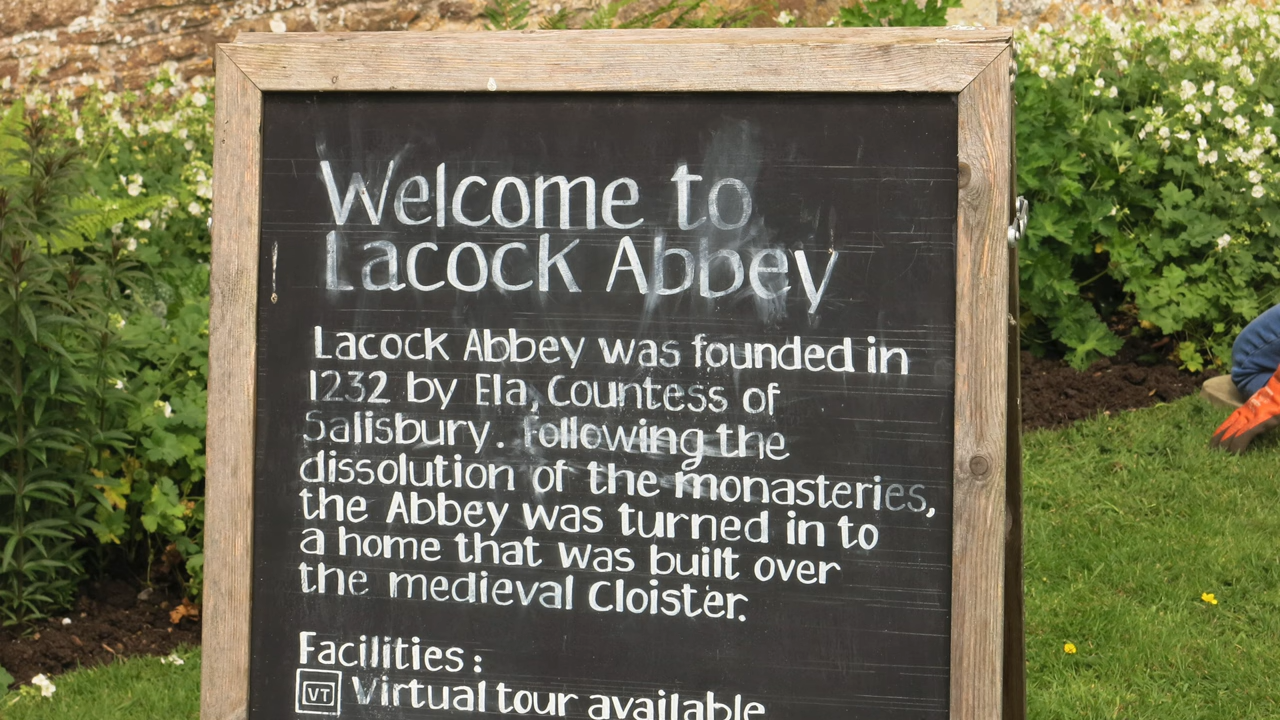 Welcome to
Lacock Abbey
Lacock Abbey was founded in
1232 by Ela, Countess of
Salisbury. Following the
dissolution of the monasteries,
the Abbey was turned in to
a home that was built over
the medieval Cloister.
Facilities:
VT Virtual tour available